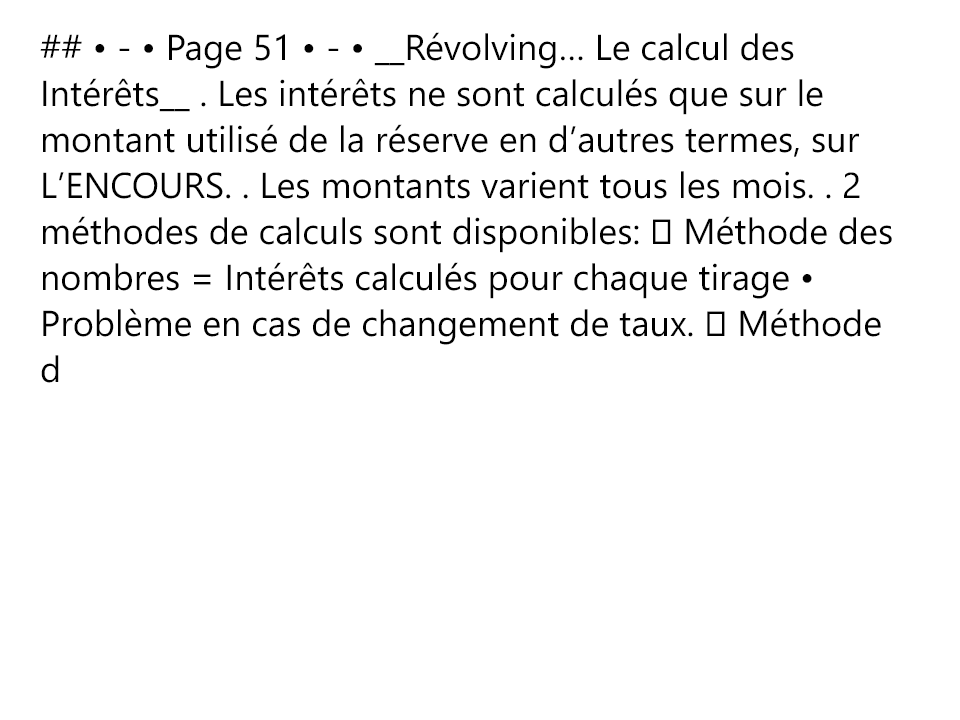 ## • - • Page 51 • - • __Révolving… Le calcul des
Intérêts__ . Les intérêts ne sont calculés que sur le
montant utilisé de la réserve en d’autres termes, sur
L’ENCOURS. . Les montants varient tous les mois. . 2
méthodes de calculs sont disponibles:  Méthode des
nombres = Intérêts calculés pour chaque tirage •
Problème en cas de changement de taux.  Méthode
d